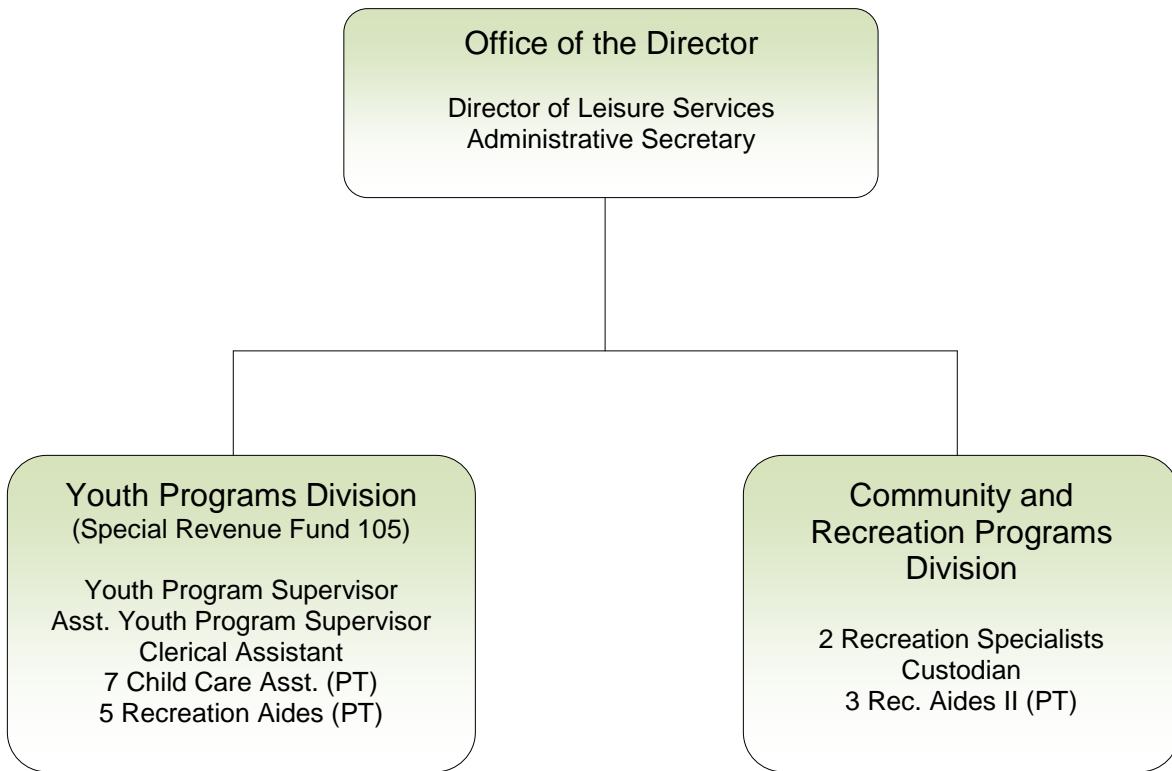 Office of the Director
Director of Leisure Services
Administrative Secretary
Youth Programs Division
(Special Revenue Fund 105)
Youth Program Supervisor
Asst. Youth Program Supervisor
Clerical Assistant
7 Child Care Asst. (PT)
5 Recreation Aides (PT)
Community and
Recreation Programs
Division
2 Recreation Specialists
Custodian
3 Rec. Aides II (PT)